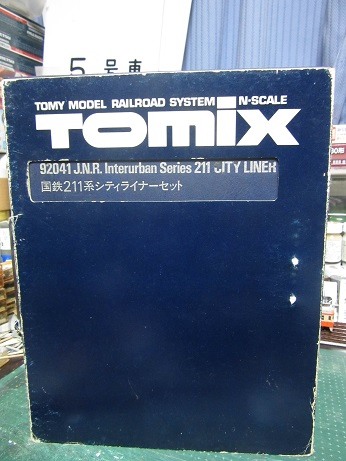 5号車
TOMY MODEL RAILROAD SYSTEM N-SCALE
TOMIX
92041 J.N.R. Interurban Series 211 CITY LINER
国鉄211系シティライナーセット